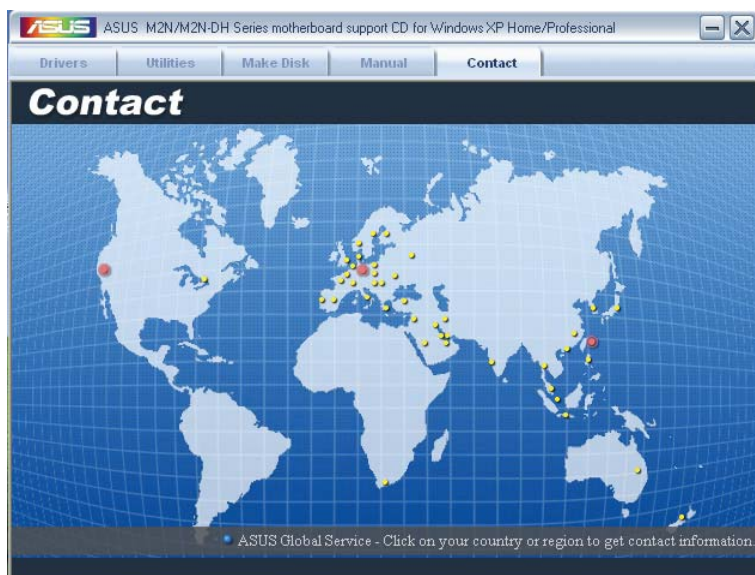 ASUS ASUS M2N/M2N-DH Series motherboard support CD for Windows XP Home/Professional
Drivers Utilities Make Disk Manual Contact
Contact
ASUS Global Service - Click on your country or region to get contact information.